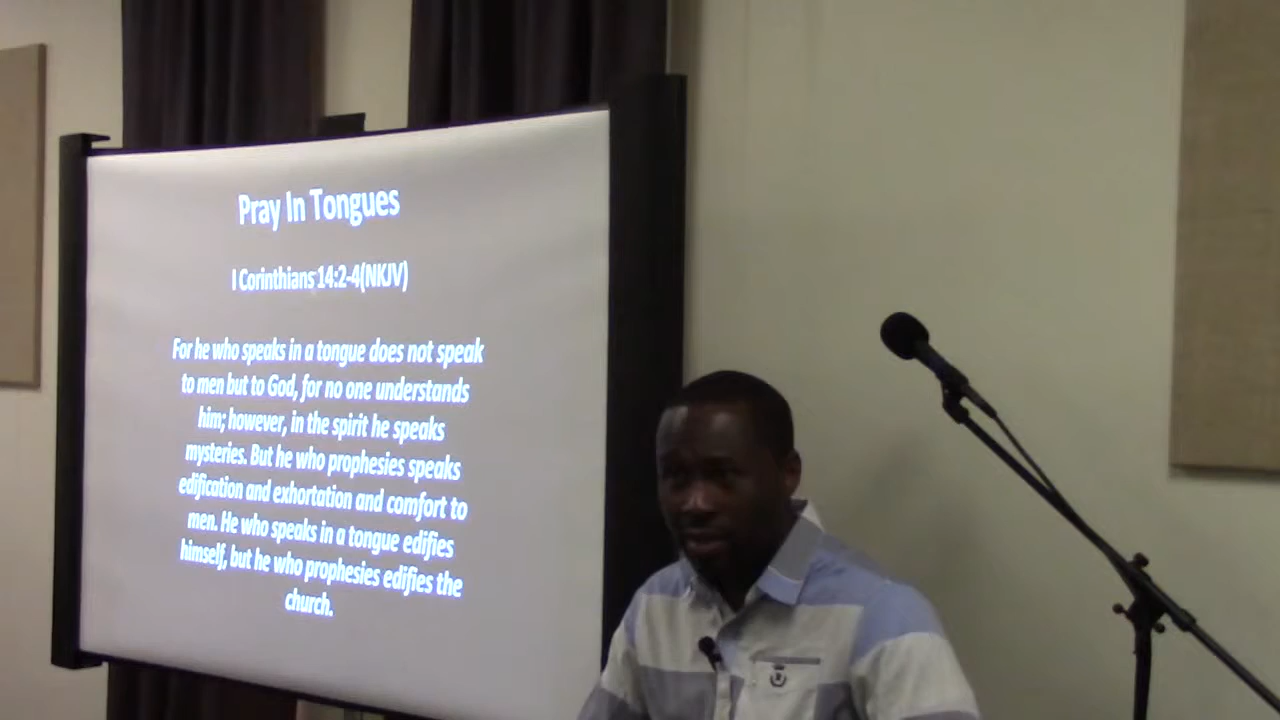 Pray In Tongues
I Corinthians 14:2-4(NKJV)
For he who speaks in a tongue does not speak
to men but to God, for no one understands
him; however, in the spirit he speaks
mysteries. But he who prophesies speaks
edification and exhortation and comfort to
men. He who speaks in a tongue edifies
himself, but he who prophesies edifies the
church.